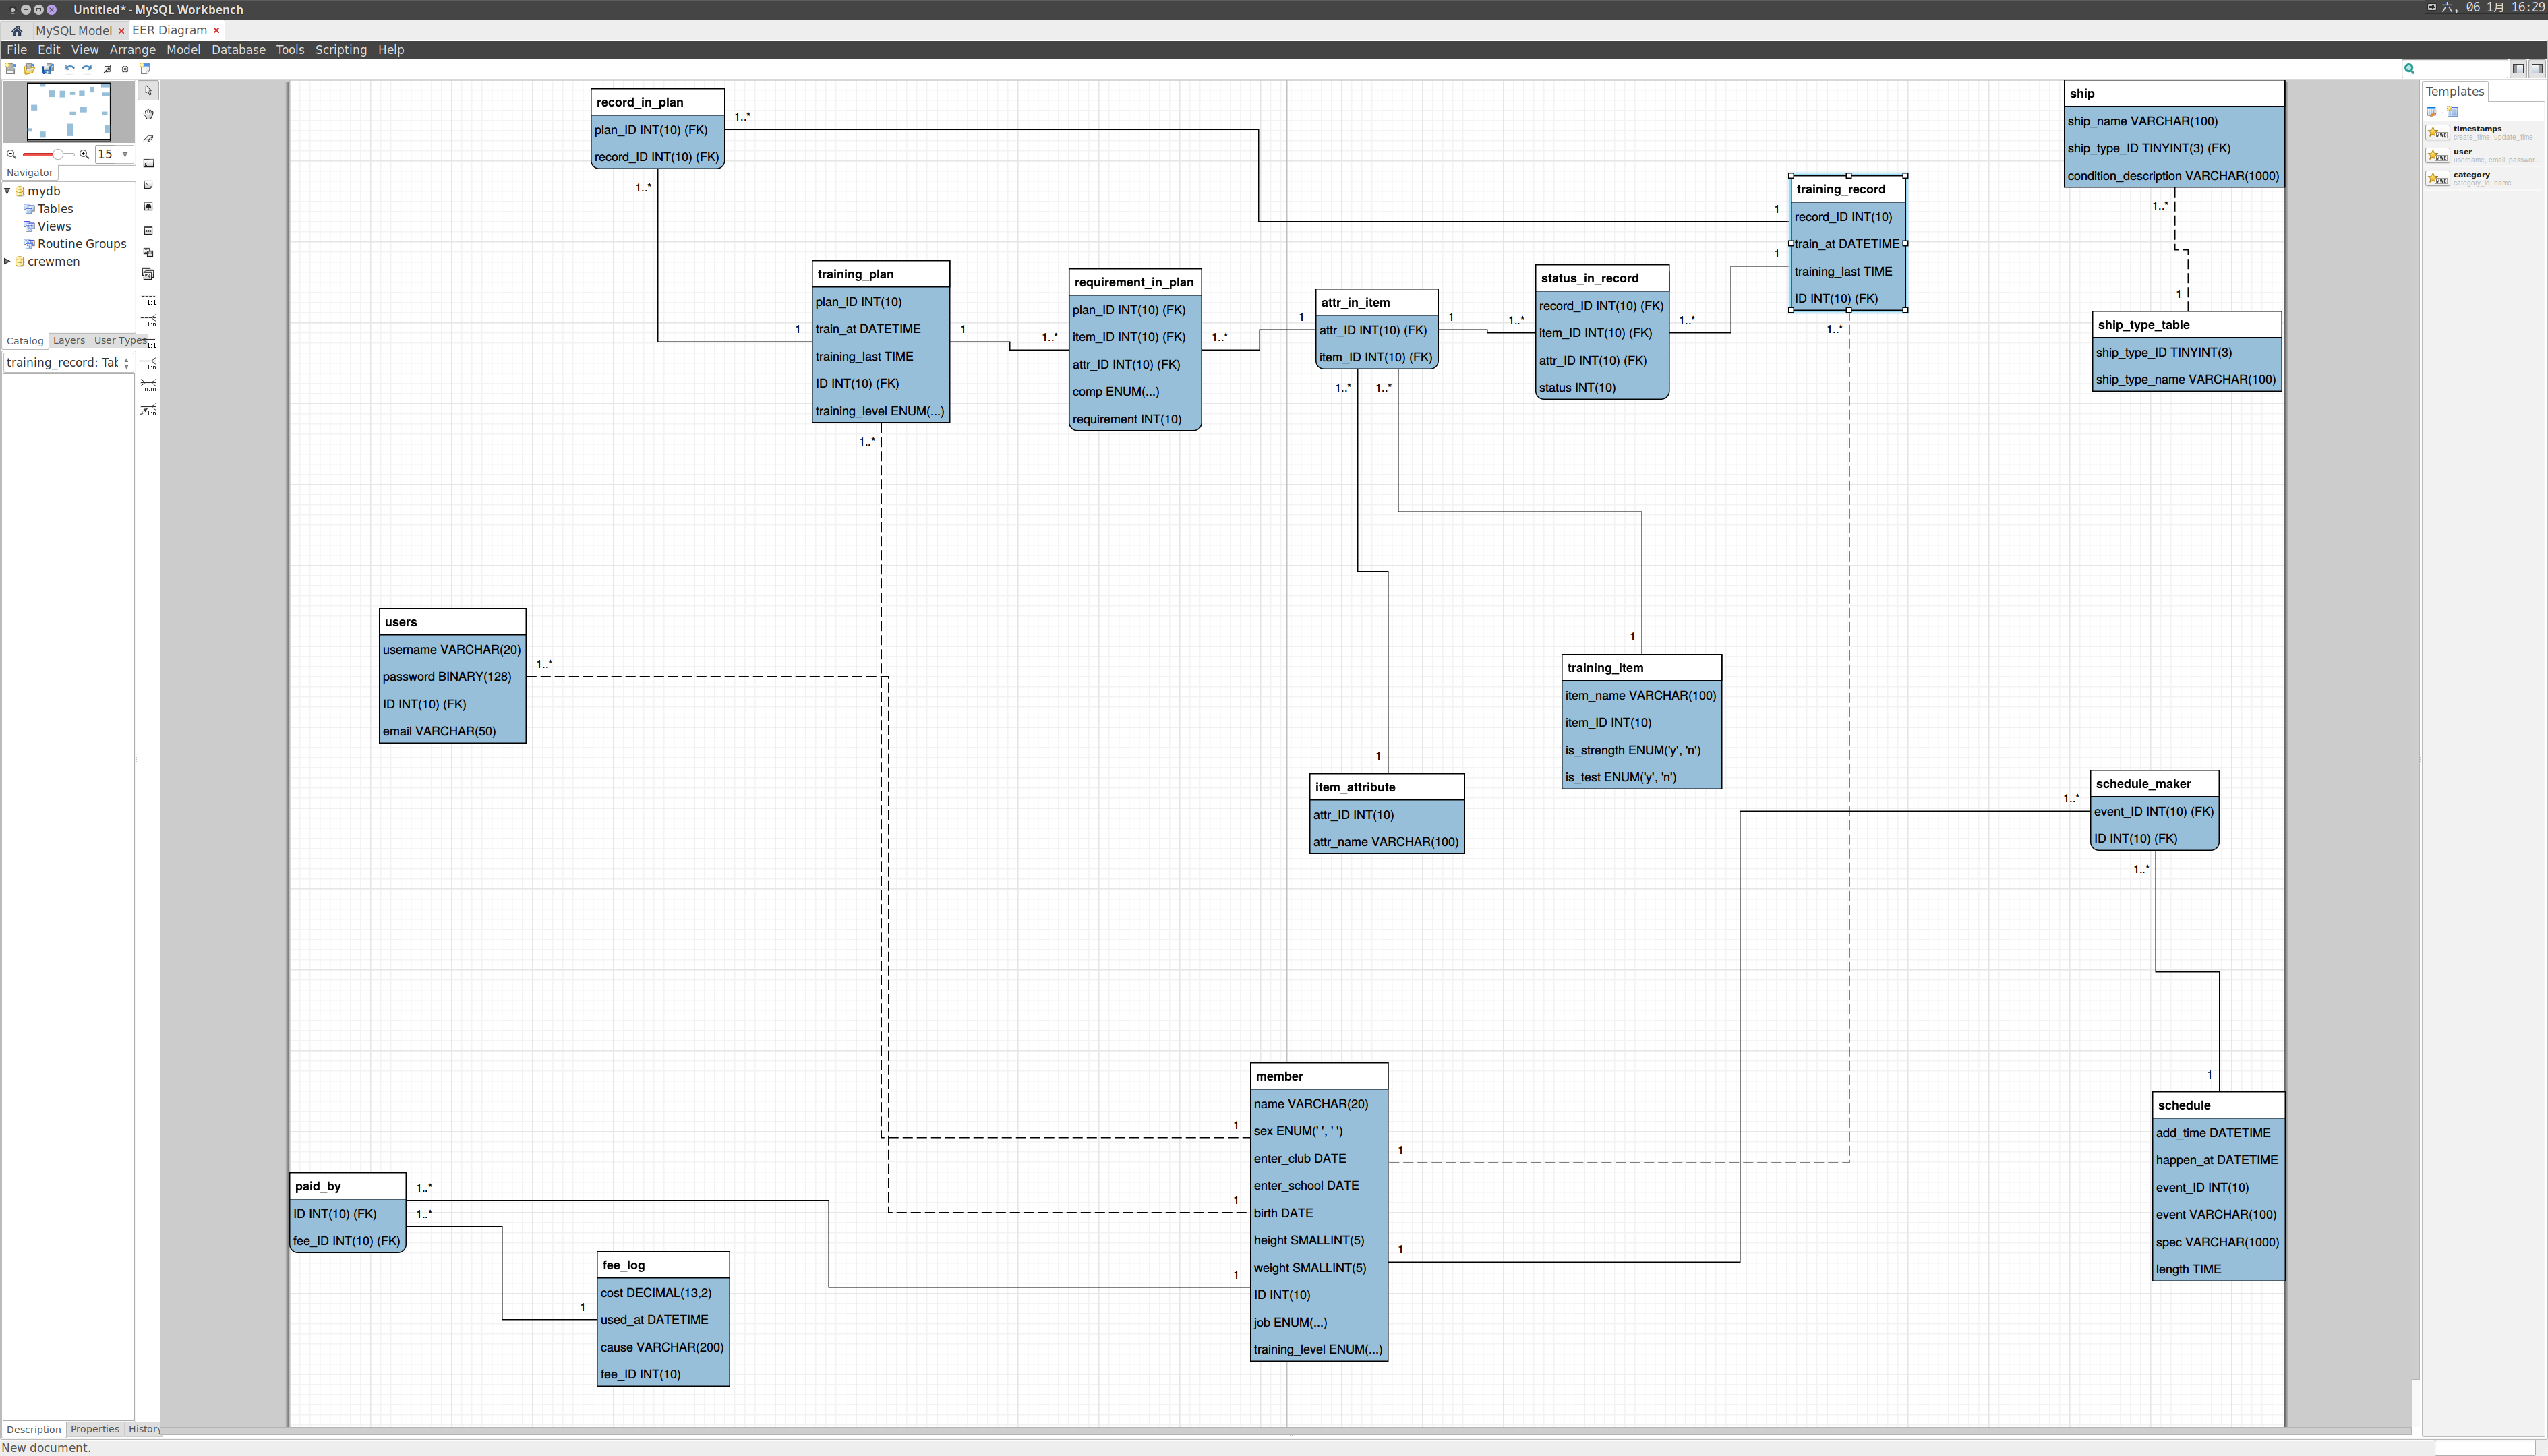 Untitled* - MySQL Workbench
六, 06 1月 16:29
MySQL Model
EER Diagram
File Edit View Arrange Model Database Tools Scripting Help
15
Navigator
mydb
Tables
Views
Routine Groups
crewmen
Catalog Layers User Types
training_record: Tab
Description Properties History
New document.
1:1
1:n
1:1
1:n
n:m
1:n
record_in_plan
plan_ID INT(10) (FK)
record_ID INT(10) (FK)
1..*
1..*
training_plan
plan_ID INT(10)
train_at DATETIME
training_last TIME
ID INT(10) (FK)
training_level ENUM(...)
1
1
1..*
requirement_in_plan
plan_ID INT(10) (FK)
item_ID INT(10) (FK)
attr_ID INT(10) (FK)
comp ENUM(...)
requirement INT(10)
1..*
1..*
attr_in_item
attr_ID INT(10) (FK)
item_ID INT(10) (FK)
1
1
1..*
1..*
status_in_record
record_ID INT(10) (FK)
item_ID INT(10) (FK)
attr_ID INT(10) (FK)
status INT(10)
1..*
1..*
training_record
record_ID INT(10)
train_at DATETIME
training_last TIME
ID INT(10) (FK)
1
1
1..*
ship
ship_name VARCHAR(100)
ship_type_ID TINYINT(3) (FK)
condition_description VARCHAR(1000)
1..*
1
ship_type_table
ship_type_ID TINYINT(3)
ship_type_name VARCHAR(100)
users
username VARCHAR(20)
password BINARY(128)
ID INT(10) (FK)
email VARCHAR(50)
1..*
1
training_item
item_name VARCHAR(100)
item_ID INT(10)
is_strength ENUM('y', 'n')
is_test ENUM('y', 'n')
1
item_attribute
attr_ID INT(10)
attr_name VARCHAR(100)
schedule_maker
event_ID INT(10) (FK)
ID INT(10) (FK)
1..*
1..*
member
name VARCHAR(20)
sex ENUM(' ', ' ')
enter_club DATE
enter_school DATE
birth DATE
height SMALLINT(5)
weight SMALLINT(5)
ID INT(10)
job ENUM(...)
training_level ENUM(...)
1
1
1
1
1
1
schedule
add_time DATETIME
happen_at DATETIME
event_ID INT(10)
event VARCHAR(100)
spec VARCHAR(1000)
length TIME
paid_by
ID INT(10) (FK)
fee_ID INT(10) (FK)
1..*
1..*
1
fee_log
cost DECIMAL(13,2)
used_at DATETIME
cause VARCHAR(200)
fee_ID INT(10)
Templates
timestamps
create_time, update_time
user
username, email, passwor...
category
category_id, name